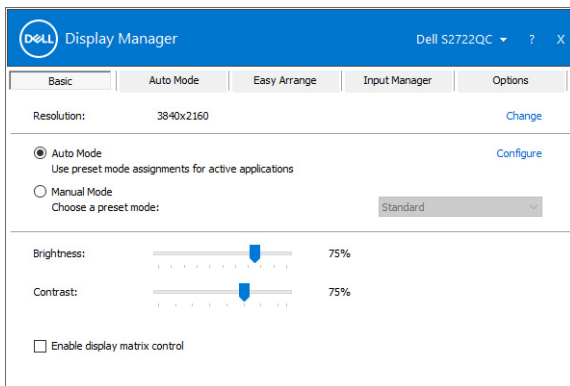 DELL Display Manager Dell S2722QC ? X
Basic Auto Mode Easy Arrange Input Manager Options
Resolution: 3840x2160 Change
Auto Mode Configure
Use preset mode assignments for active applications
Manual Mode
Choose a preset mode: Standard
Brightness: 75%
Contrast: 75%
Enable display matrix control